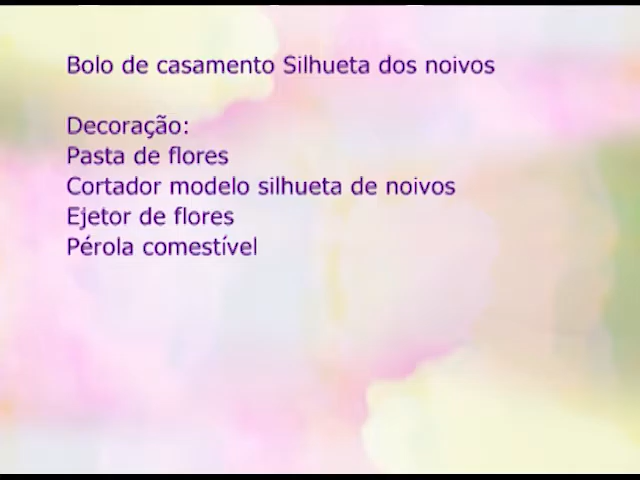 Bolo de casamento Silhueta dos noivos
Decoração:
Pasta de flores
Cortador modelo silhueta de noivos
Ejetor de flores
Pérola comestível